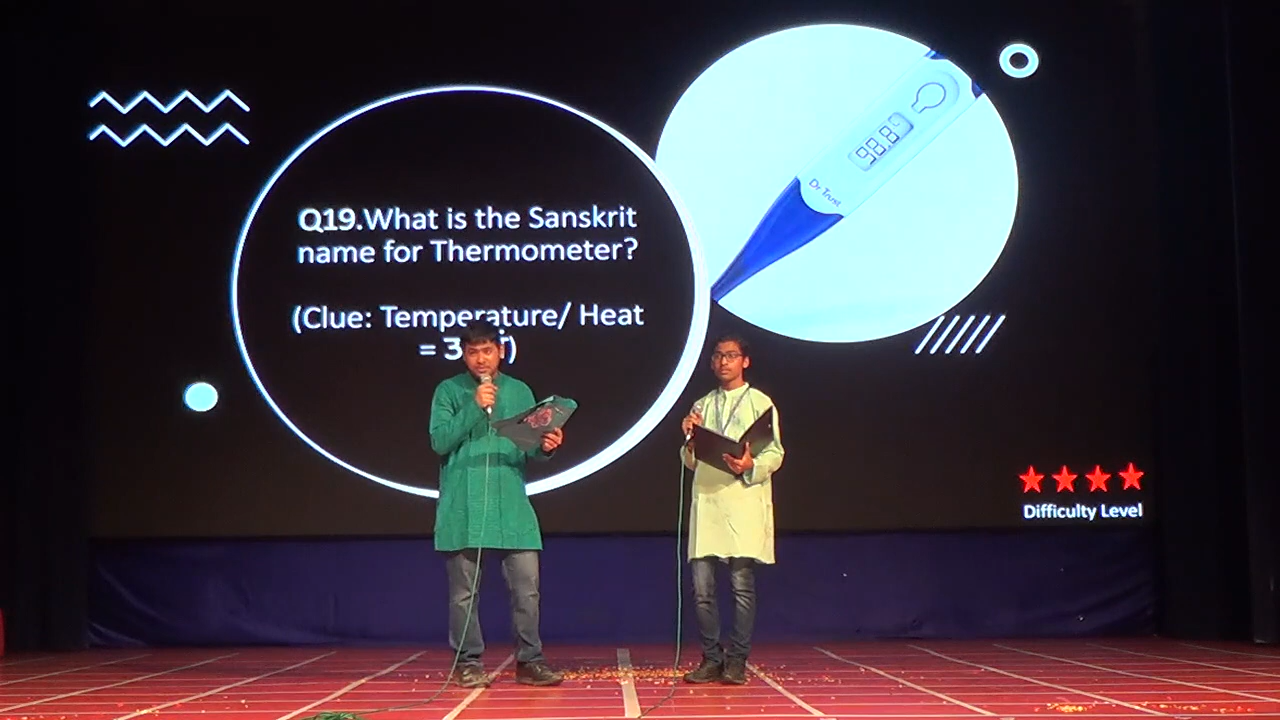 Q19.What is the Sanskrit
name for Thermometer?
(Clue: Temperature/ Heat
=
98.8
Dr Trust
Difficulty Level